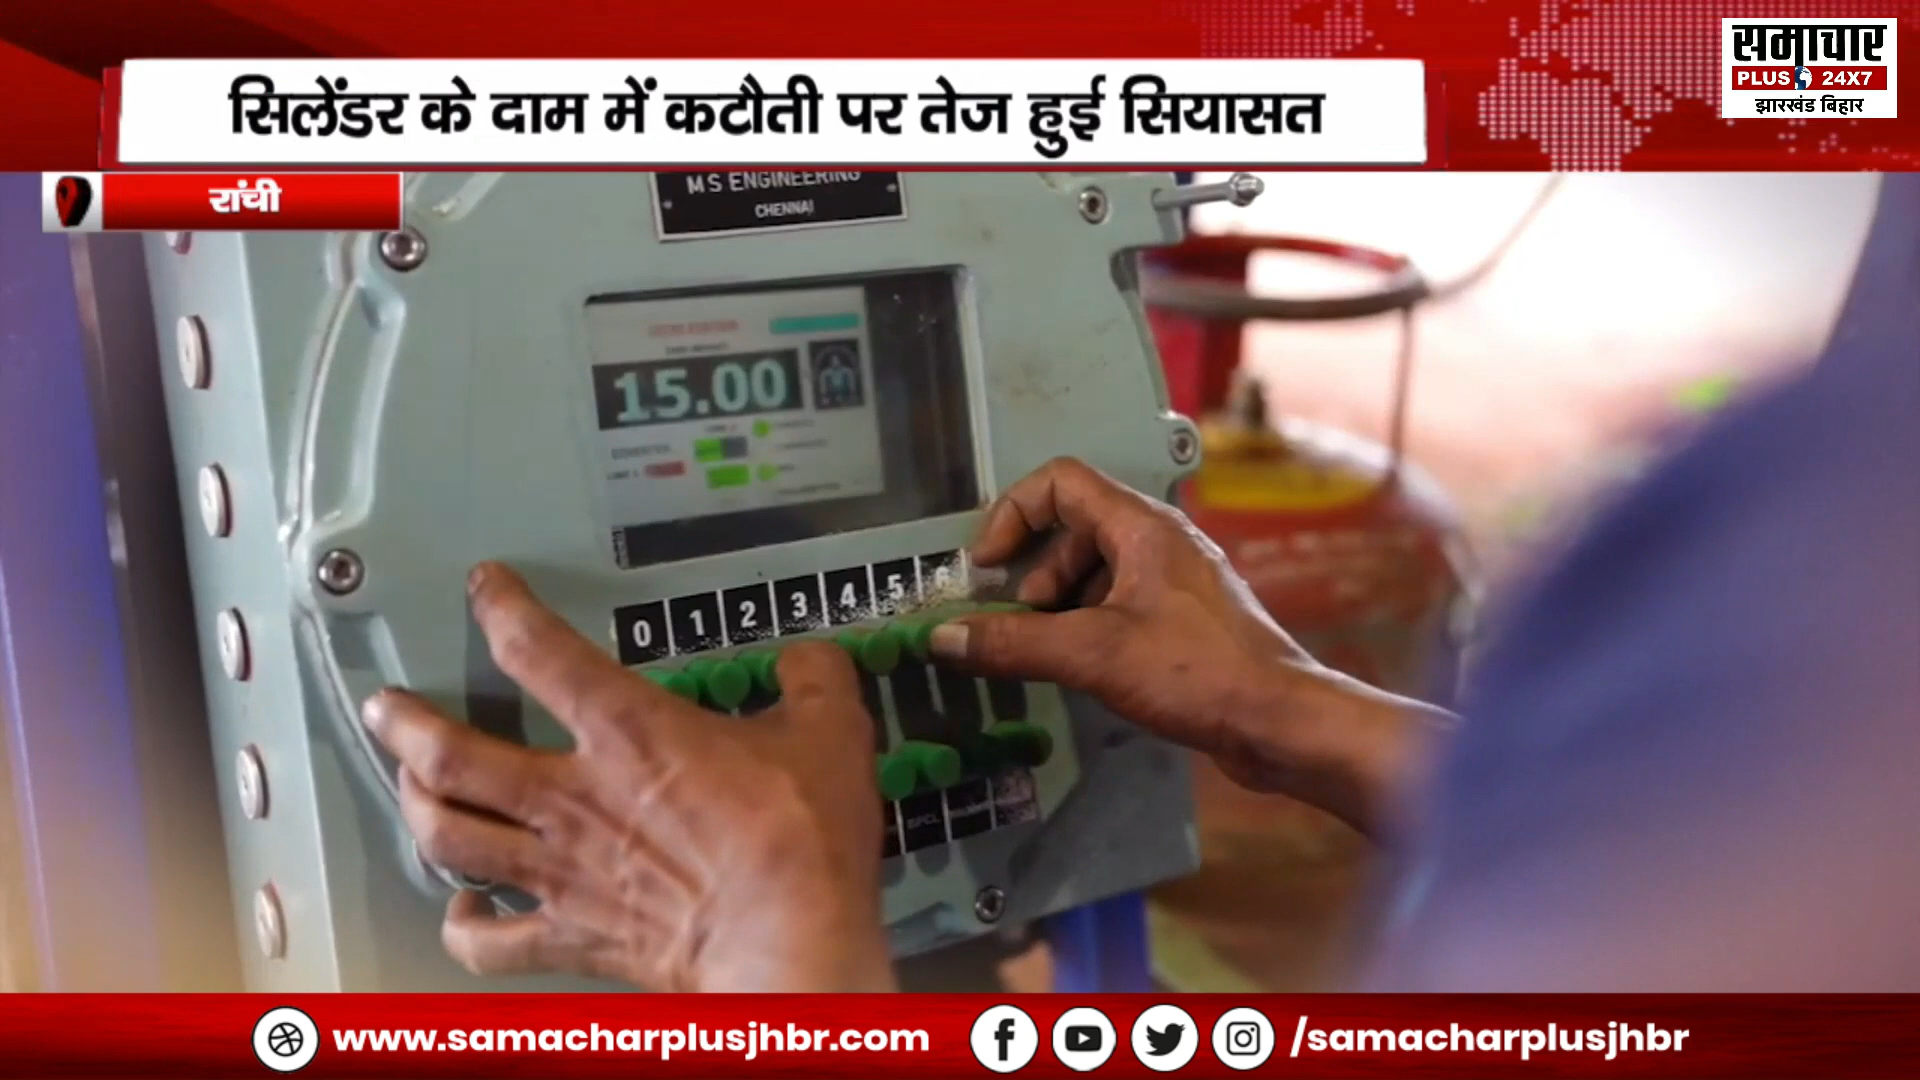 समाचार
PLUS 24X7
झारखंड बिहार
सिलेंडर के दाम में कटौती पर तेज हुई सियासत
रांची
M S ENGINEERING
CHENNAI
15.00
0 1 2 3 4 5 6
BPCL
www.samacharplusjhbr.com
/samacharplusjhbr